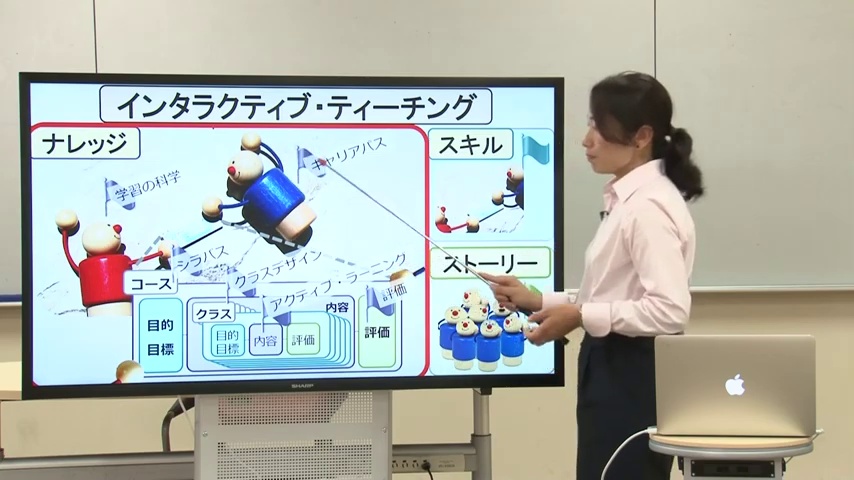 インタラクティブ・ティーチング
ナレッジ
スキル
キャリアパス
学習の科学
シラバス
クラスデザイン
アクティブ・ラーニング
評価
ストーリー
コース
目的
目標
クラス
内容
目的
目標
内容
評価
評価
SHARP